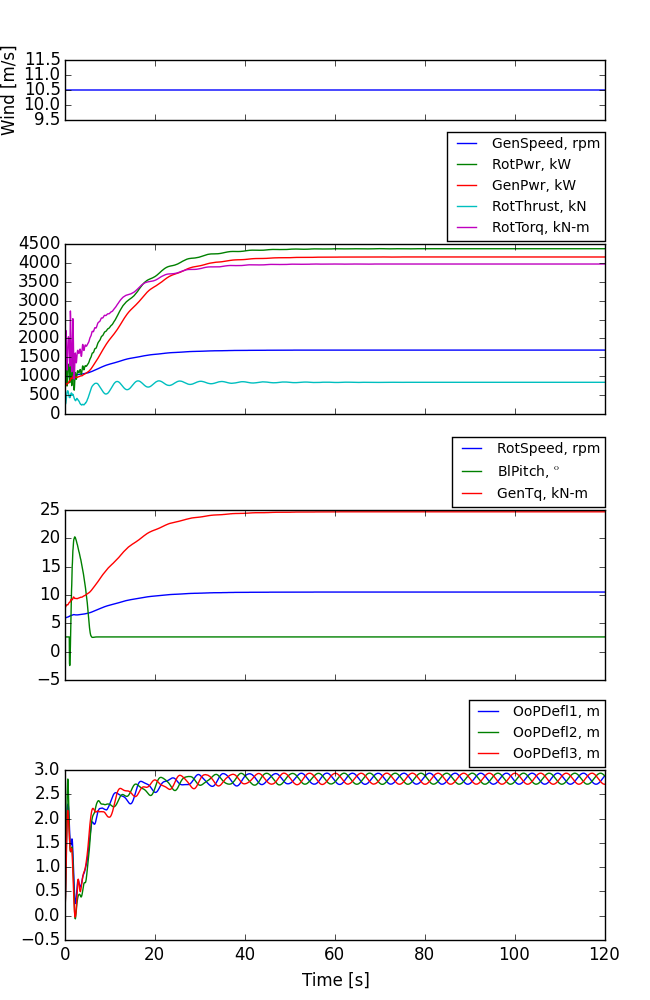 Wind [m/s]
11.5
11.0
10.5
10.0
9.5
GenSpeed, rpm
RotPwr, kW
GenPwr, kW
RotThrust, kN
RotTorq, kN-m
4500
4000
3500
3000
2500
2000
1500
1000
500
0
RotSpeed, rpm
BlPitch, °
GenTq, kN-m
25
20
15
10
5
0
−5
OoPDefl1, m
OoPDefl2, m
OoPDefl3, m
3.0
2.5
2.0
1.5
1.0
0.5
0.0
−0.5
0 20 40 60 80 100 120
Time [s]